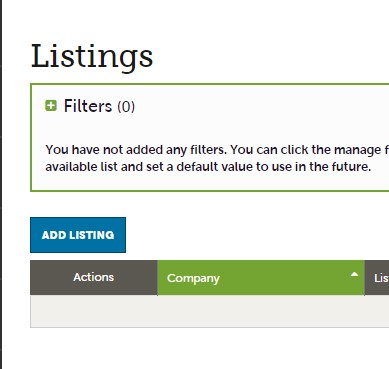 Listings
Filters (0)
You have not added any filters. You can click the manage
available list and set a default value to use in the future.
ADD LISTING
Actions Company